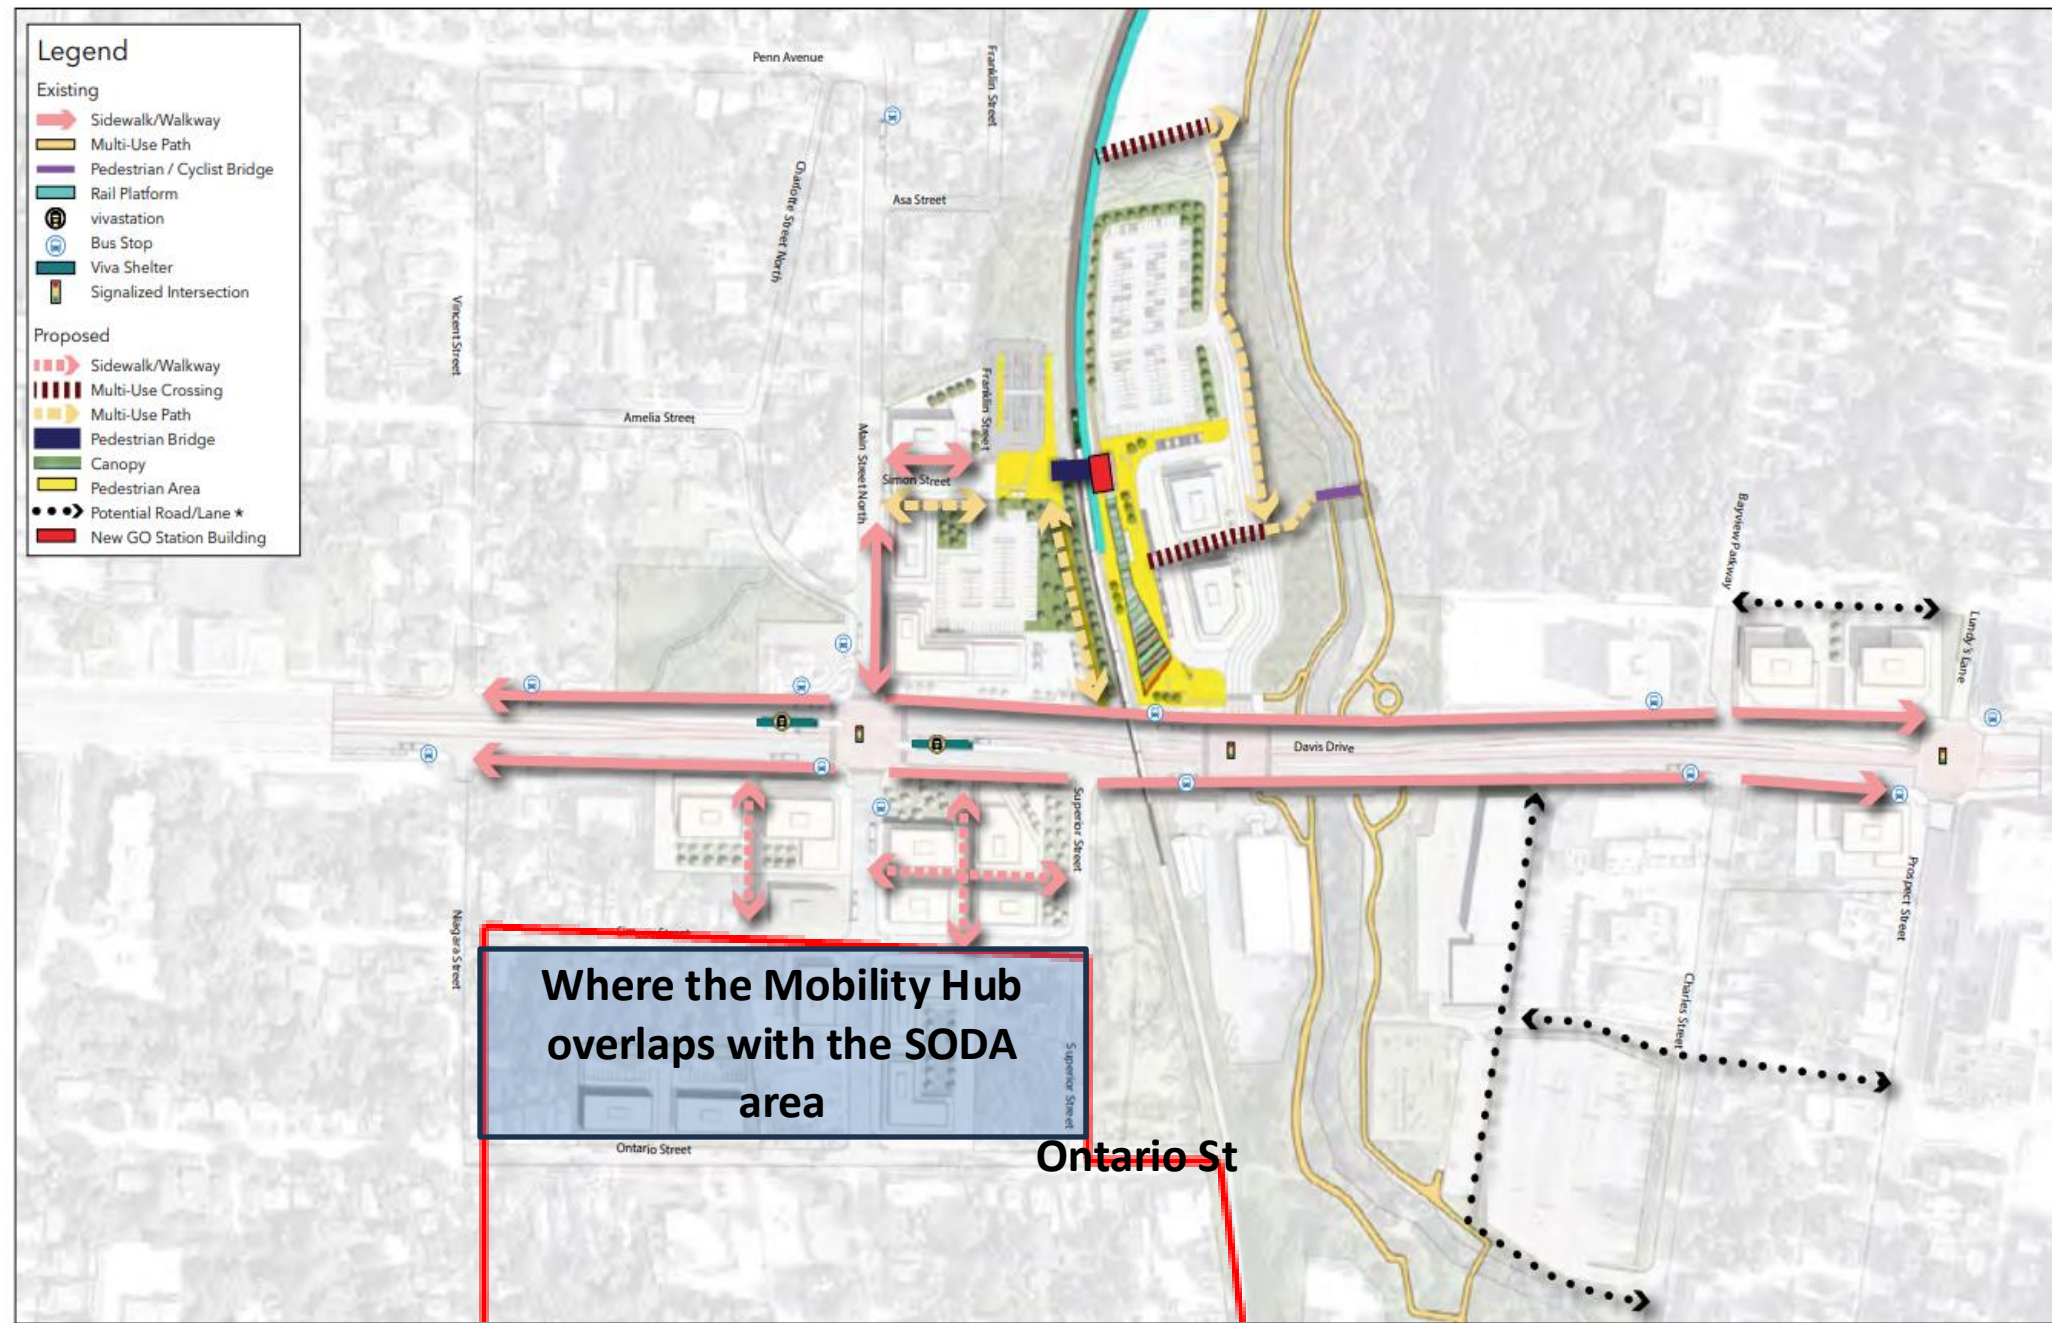 Legend
Existing
Sidewalk/Walkway
Multi-Use Path
Pedestrian / Cyclist Bridge
Rail Platform
vivastation
Bus Stop
Viva Shelter
Signalized Intersection
Proposed
Sidewalk/Walkway
Multi-Use Crossing
Multi-Use Path
Pedestrian Bridge
Canopy
Pedestrian Area
Potential Road/Lane *
New GO Station Building
Penn Avenue
Franklin Street
Charlotte Street North
Asa Street
Vincent Street
Amelia Street
Main Street North
Franklin Street
Simon Street
Bayview Parkway
Lundy's Lane
Davis Drive
Superior Street
Prospect Street
Niagara Street
Charles Street
Where the Mobility Hub
overlaps with the SODA
area
Superior Street
Ontario Street
Ontario St